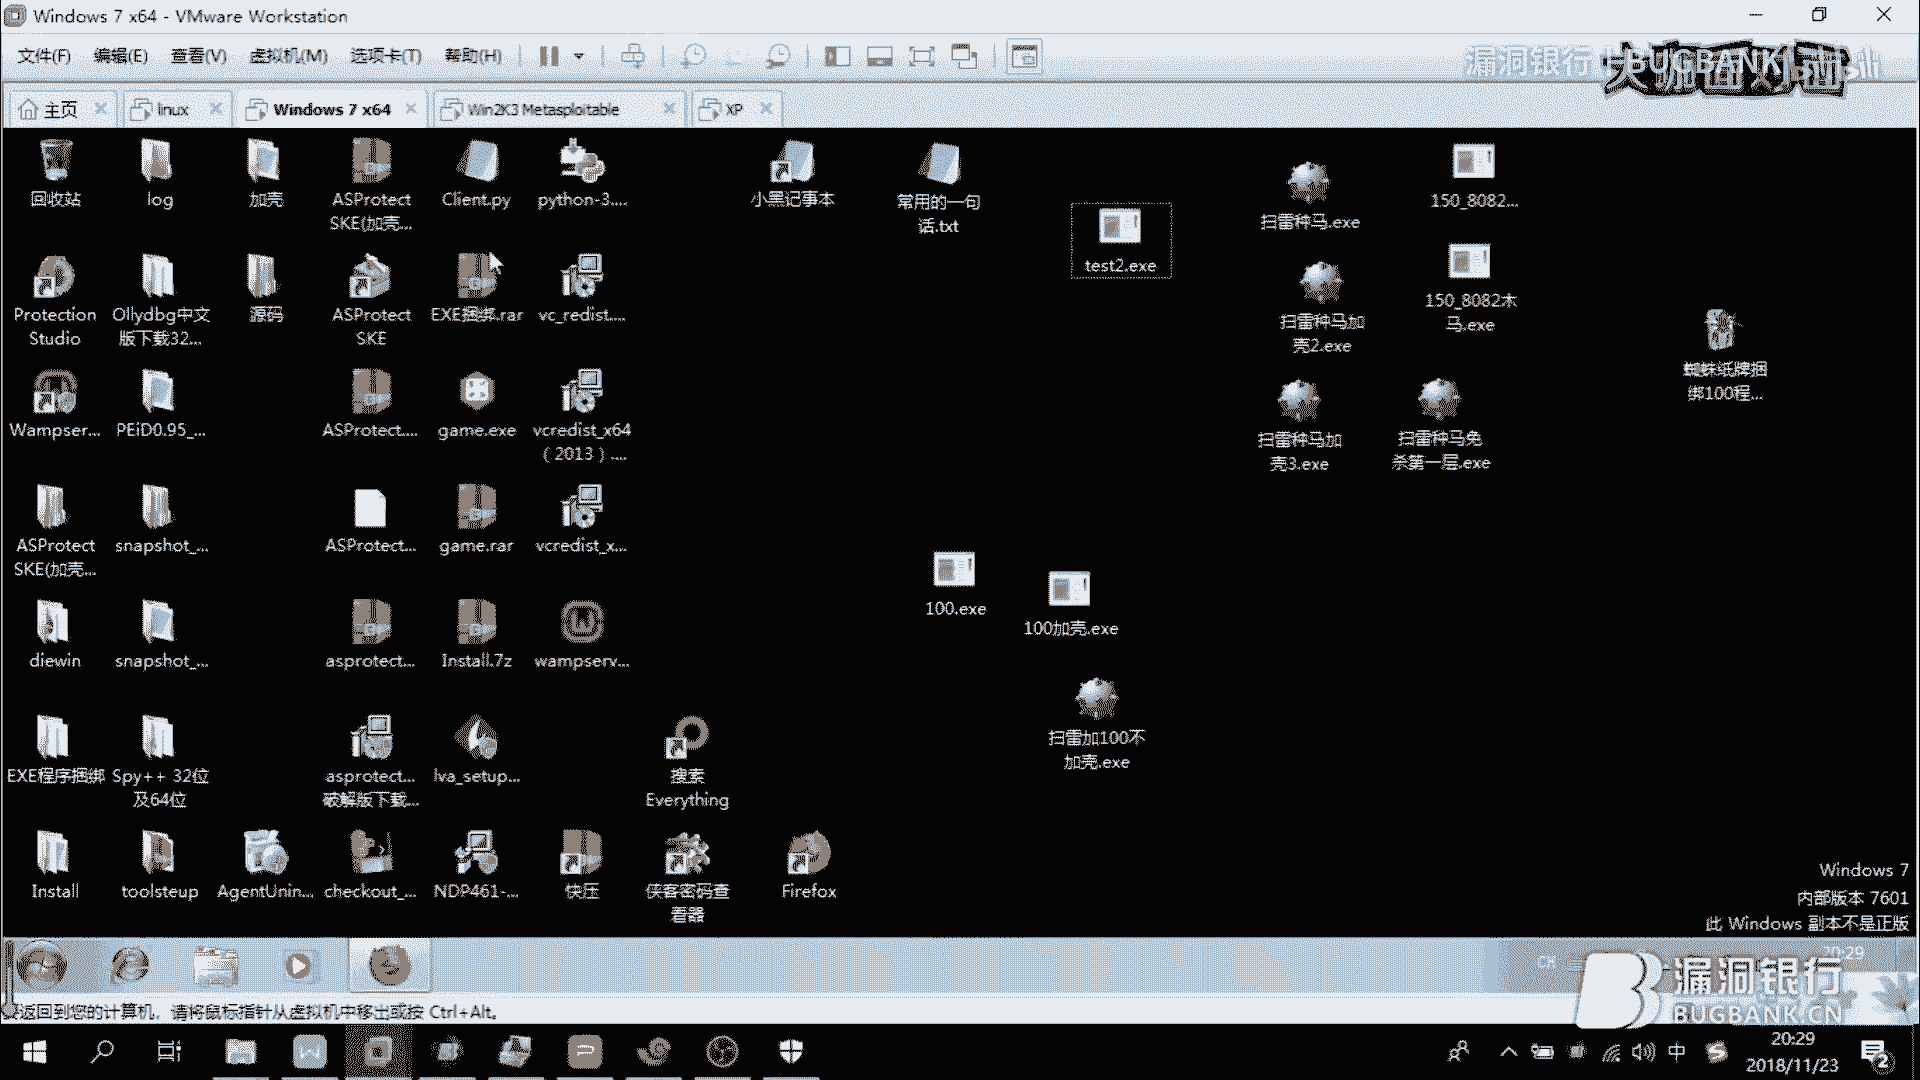 Windows 7 x64 - VMware Workstation
文件(F) 编辑(E) 查看(V) 虚拟机(M) 选项卡(T) 帮助(H)
漏洞银行 BUGBANK
大咖面对面
主页 linux Windows 7 x64 Win2K3 Metasploitable XP
回收站 log 加壳 ASProtect SKE(加壳... Client.py python-3.... 小黑记事本 常用的一句话.txt
test2.exe
扫雷种马.exe
150_8082...
Protection Studio Ollydbg中文版下载32... 源码 ASProtect SKE EXE捆绑.rar vc_redist....
扫雷种马加壳2.exe
150_8082木马.exe
蜘蛛纸牌捆绑100程...
Wampser... PEiD0.95_... ASProtect.... game.exe vcredist_x64（2013）....
扫雷种马加壳3.exe
扫雷种马免杀第一层.exe
ASProtect SKE(加壳... snapshot_... ASProtect... game.rar vcredist_x...
100.exe
100加壳.exe
diewin snapshot_... asprotect... Install.7z wampserv...
扫雷加100不加壳.exe
EXE程序捆绑 Spy++ 32位及64位 asprotect...破解版下载... lva_setup... 搜索 Everything
Install toolsteup AgentUnin... checkout_... NDP461-... 快压 侠客密码查看器 Firefox
Windows 7
内部版本 7601
此 Windows 副本不是正版
CH
20:29
漏洞银行
BUGBANK.CN
要返回到您的计算机，请将鼠标指针从虚拟机中移出或按 Ctrl+Alt。
中
20:29
2018/11/23
2